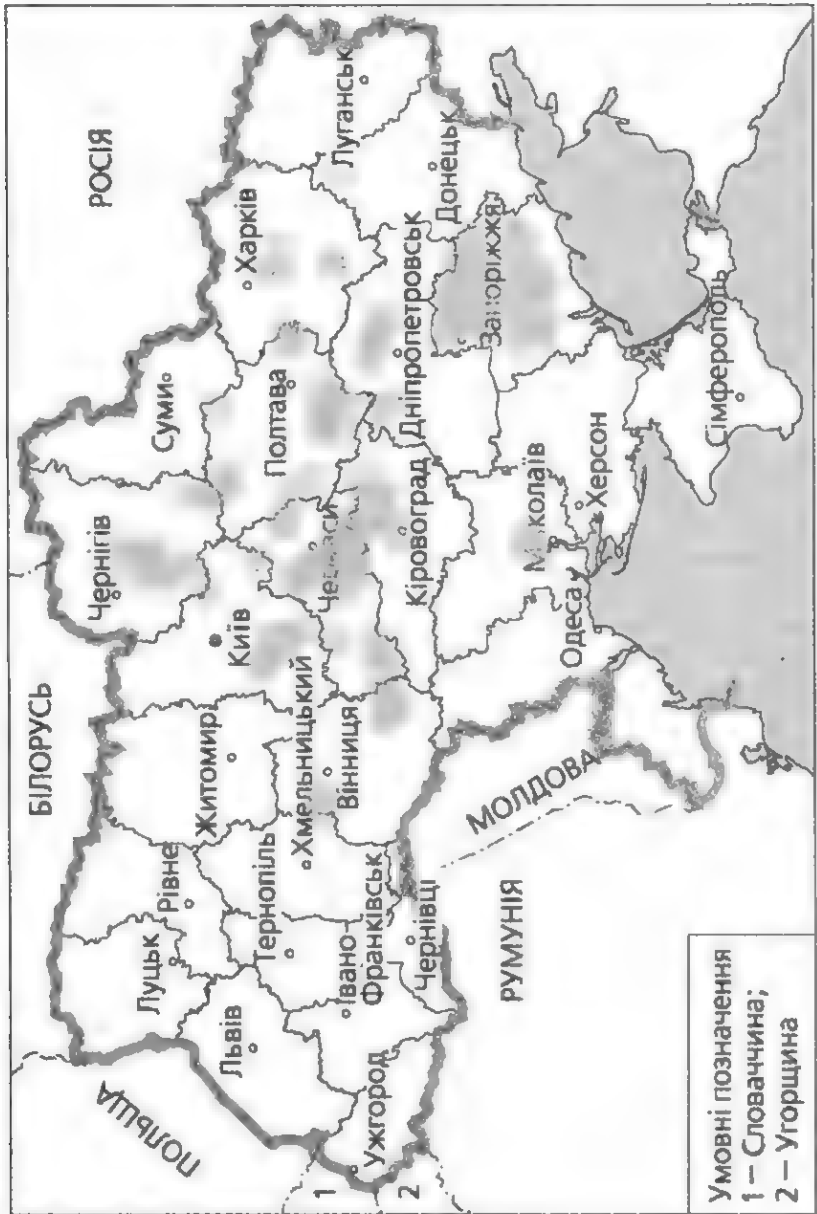 БІЛОРУСЬ
РОСІЯ
ПОЛЬЩА
Луцьк
Рівне
Житомир
Київ
Чернігів
Суми
Харків
Луганськ
Львів
Тернопіль
Хмельницький
Вінниця
Черкаси
Полтава
Дніпропетровськ
Донецьк
Запоріжжя
Ужгород
Івано
Франківськ
Чернівці
Кіровоград
Миколаїв
Херсон
Одеса
Сімферополь
МОЛДОВА
РУМУНІЯ
1
2
Умовні позначення
1 — Словаччина;
2 — Угорщина